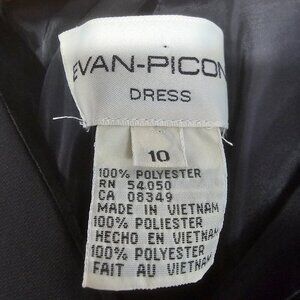 EVAN-PICON
DRESS
10
100% POLYESTER
RN 54050
CA 08349
MADE IN VIETNAM
100% POLIESTER
HECHO EN VIETNAM
100% POLYESTER
FAIT AU VIETNAM